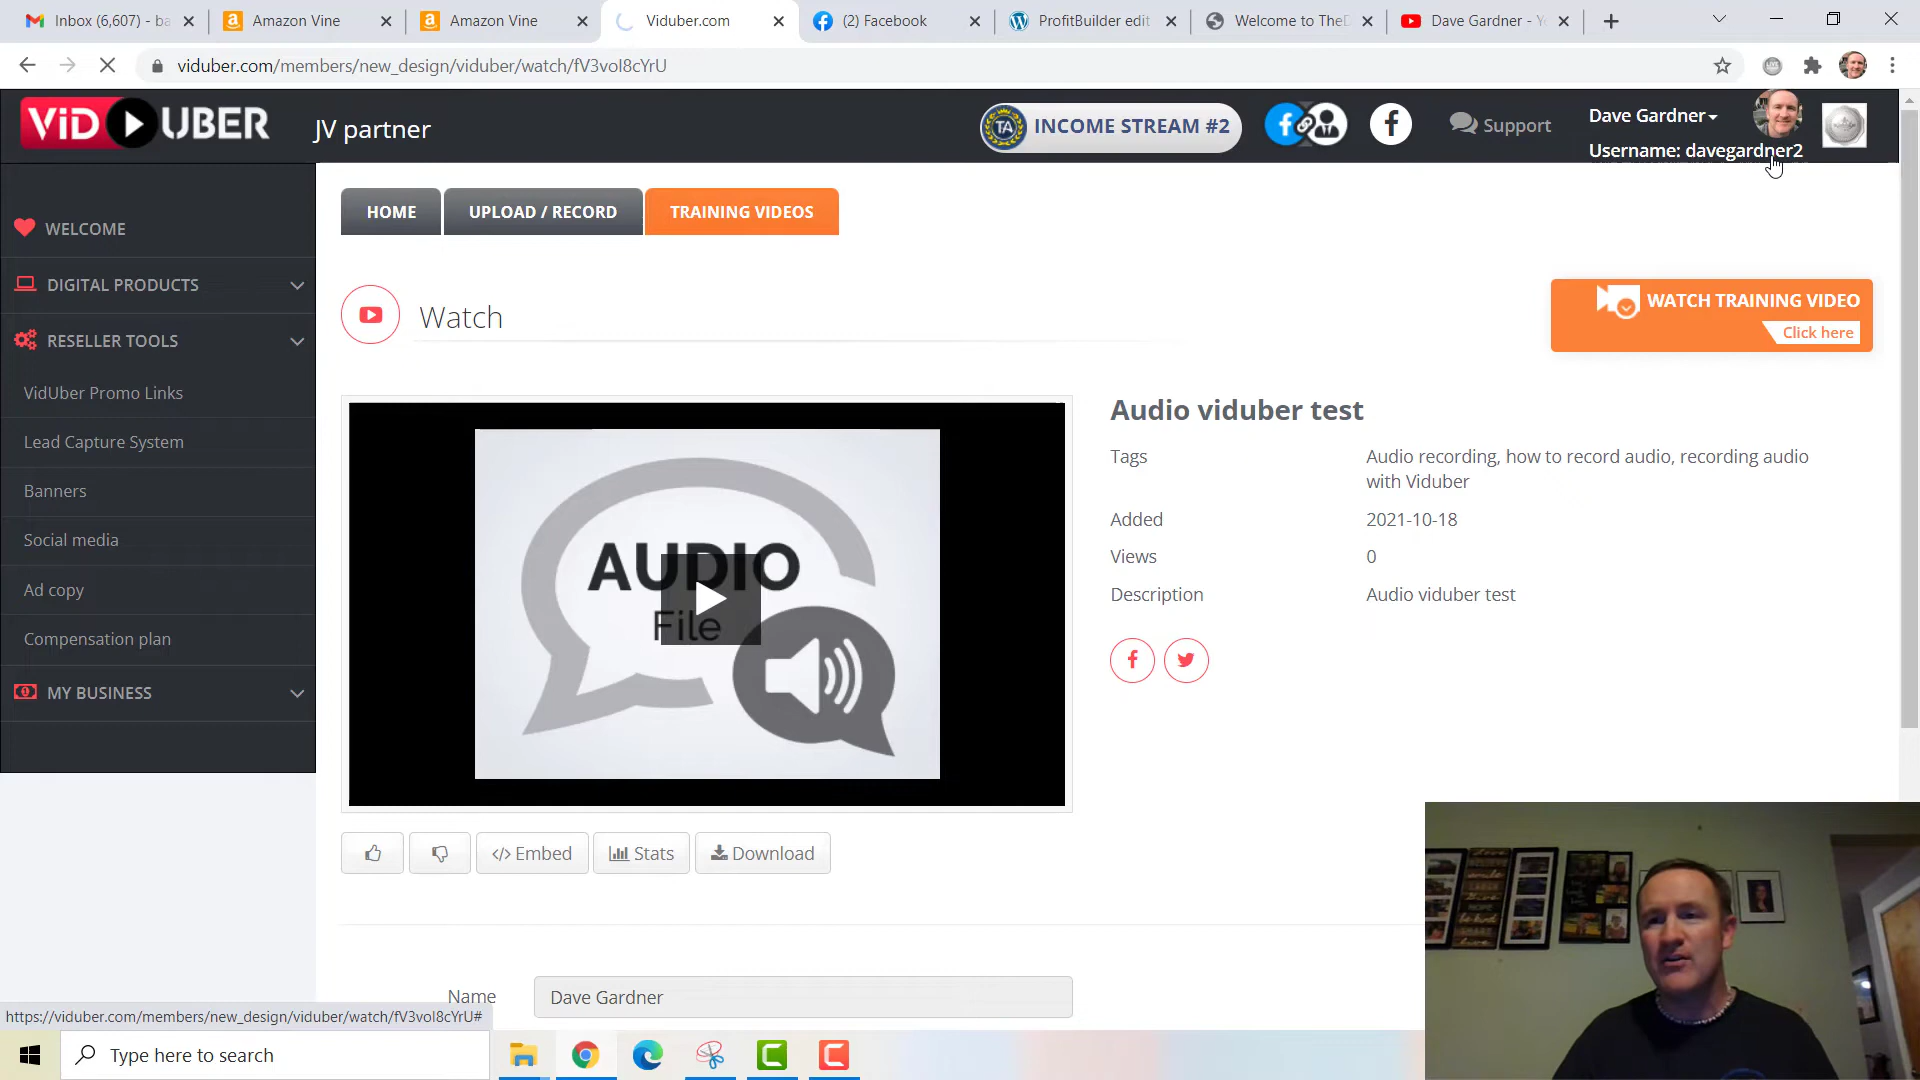 Inbox (6,607) - ba
Amazon Vine
Amazon Vine
Viduber.com
(2) Facebook
ProfitBuilder edit
Welcome to TheD
Dave Gardner - Yo
viduber.com/members/new_design/viduber/watch/fV3vol8cYrU
ViD UBER
JV partner
TA
INCOME STREAM #2
Support
Dave Gardner
Username: davegardner2
WELCOME
DIGITAL PRODUCTS
RESELLER TOOLS
VidUber Promo Links
Lead Capture System
Banners
Social media
Ad copy
Compensation plan
MY BUSINESS
HOME
UPLOAD / RECORD
TRAINING VIDEOS
Watch
WATCH TRAINING VIDEO
Click here
AUDIO
File
Audio viduber test
Tags
Audio recording, how to record audio, recording audio
with Viduber
Added
2021-10-18
Views
0
Description
Audio viduber test
</> Embed
Stats
Download
Name
Dave Gardner
https://viduber.com/members/new_design/viduber/watch/fV3vol8cYrU#
Type here to search